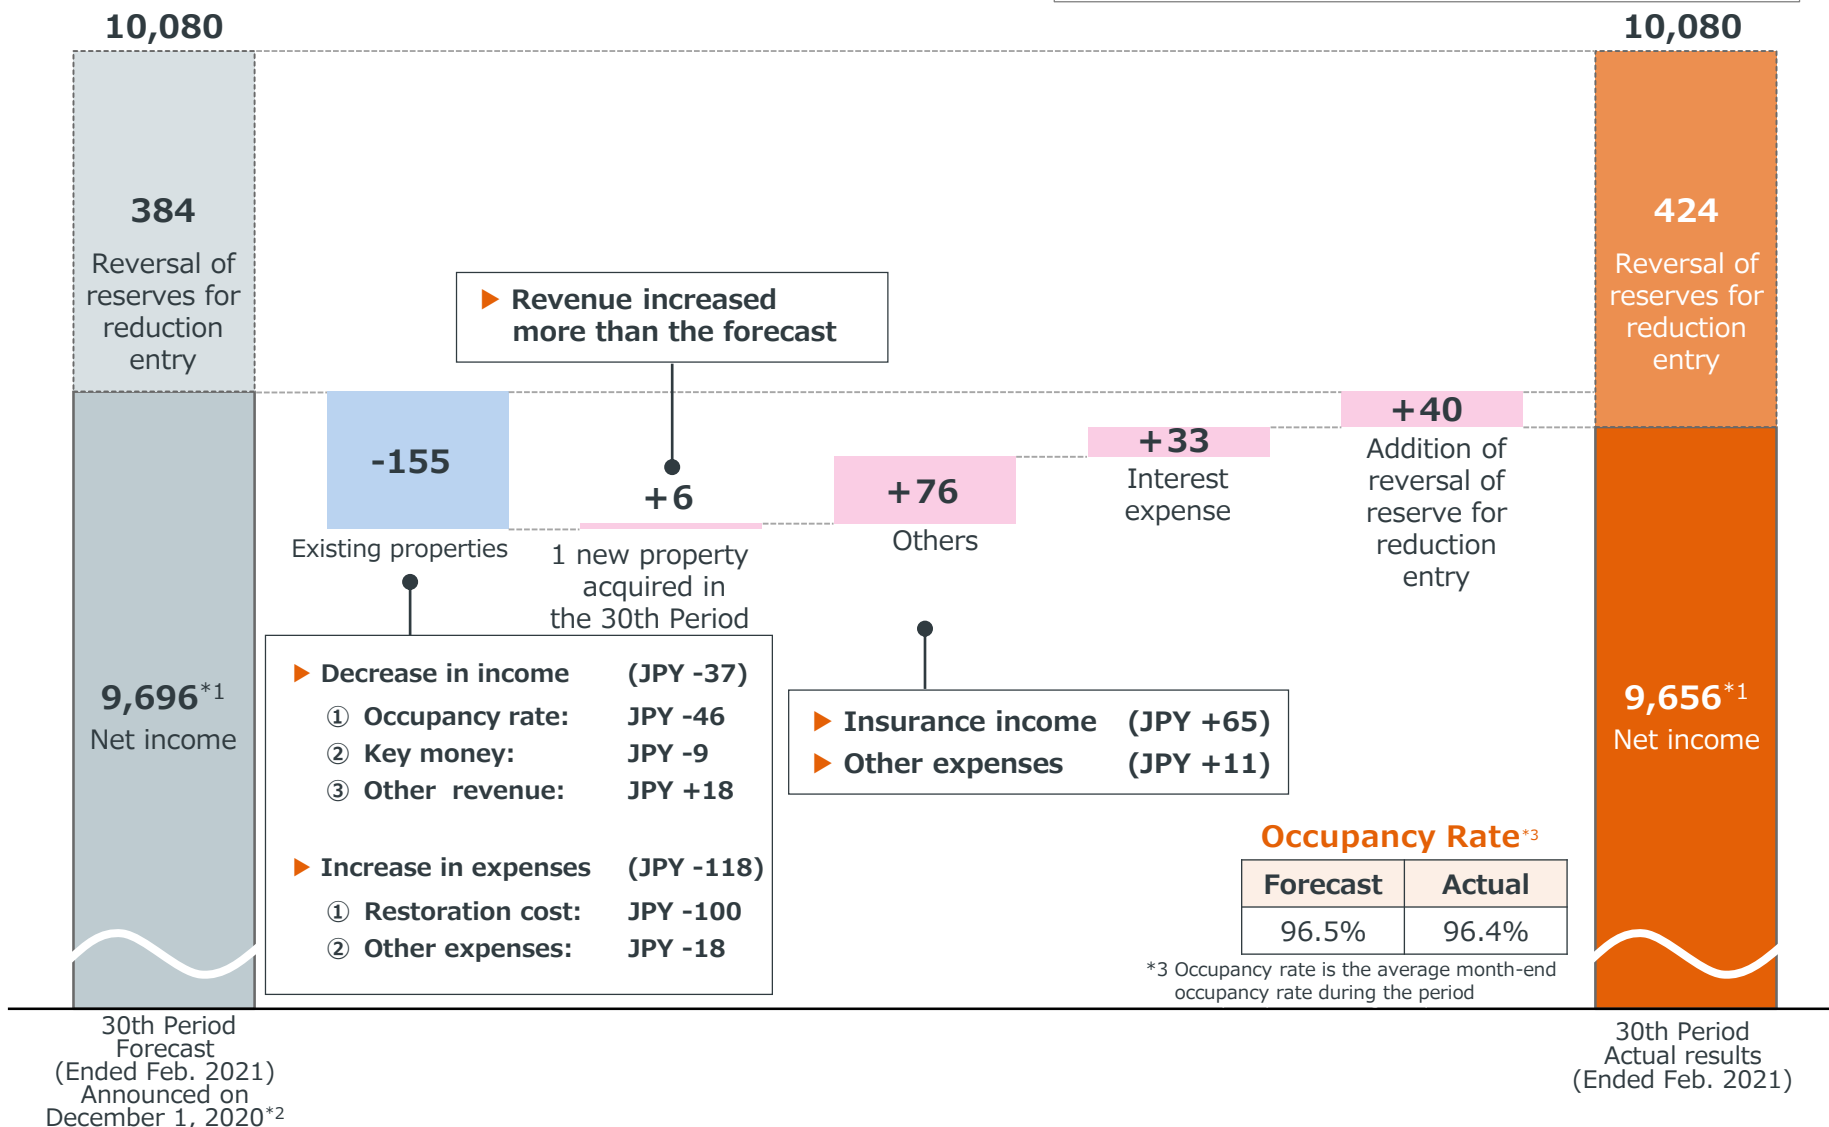 10,080
384
Reversal of
reserves for
reduction
entry
9,696*1
Net income
30th Period
Forecast
(Ended Feb. 2021)
Announced on
December 1, 2020*2
-155
Existing properties
▶ Decrease in income (JPY -37)
① Occupancy rate: JPY -46
② Key money: JPY -9
③ Other revenue: JPY +18
▶ Increase in expenses (JPY -118)
① Restoration cost: JPY -100
② Other expenses: JPY -18
▶ Revenue increased
more than the forecast
+6
1 new property
acquired in
the 30th Period
+76
Others
▶ Insurance income (JPY +65)
▶ Other expenses (JPY +11)
+33
Interest
expense
+40
Addition of
reversal of
reserve for
reduction
entry
Occupancy Rate*3
Forecast Actual
96.5% 96.4%
*3 Occupancy rate is the average month-end
occupancy rate during the period
10,080
424
Reversal of
reserves for
reduction
entry
9,656*1
Net income
30th Period
Actual results
(Ended Feb. 2021)